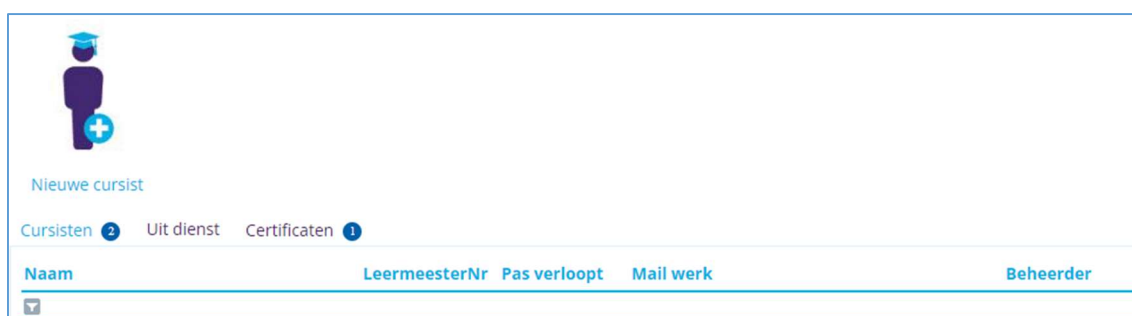 Nieuwe cursist
Cursisten 2 Uit dienst Certificaten 1
Naam LeermeesterNr Pas verloopt Mail werk Beheerder